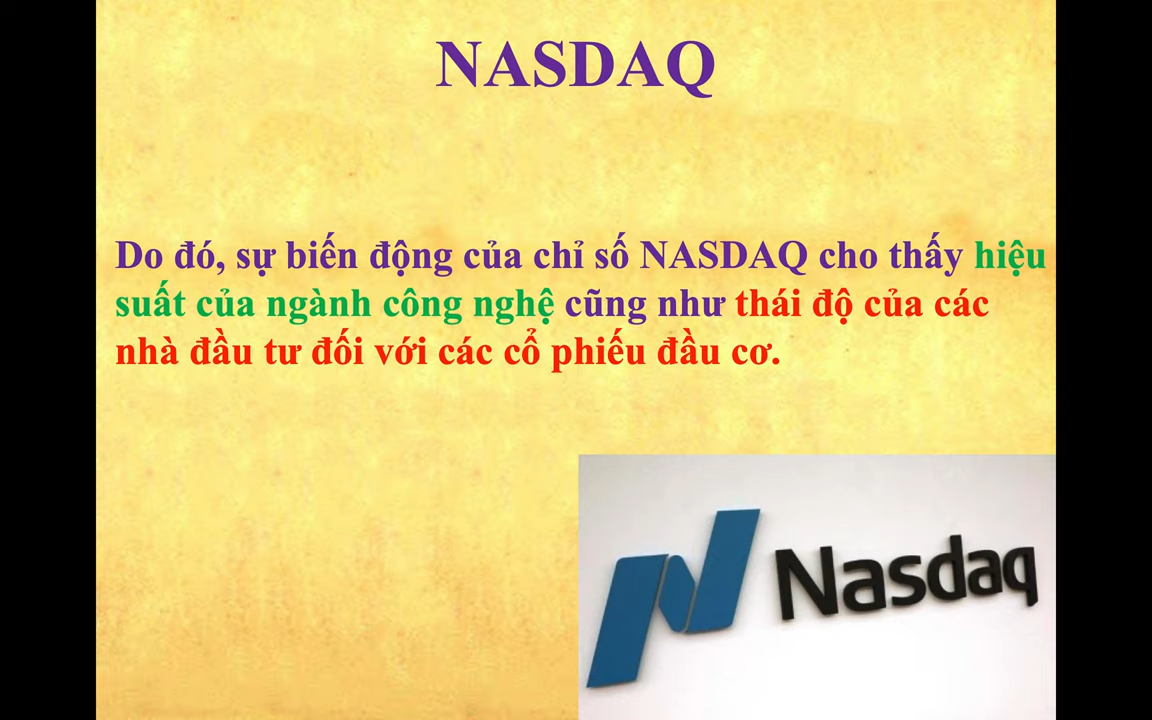 NASDAQ
Do đó, sự biến động của chỉ số NASDAQ cho thấy hiệu
suất của ngành công nghệ cũng như thái độ của các
nhà đầu tư đối với các cổ phiếu đầu cơ.
Nasdaq